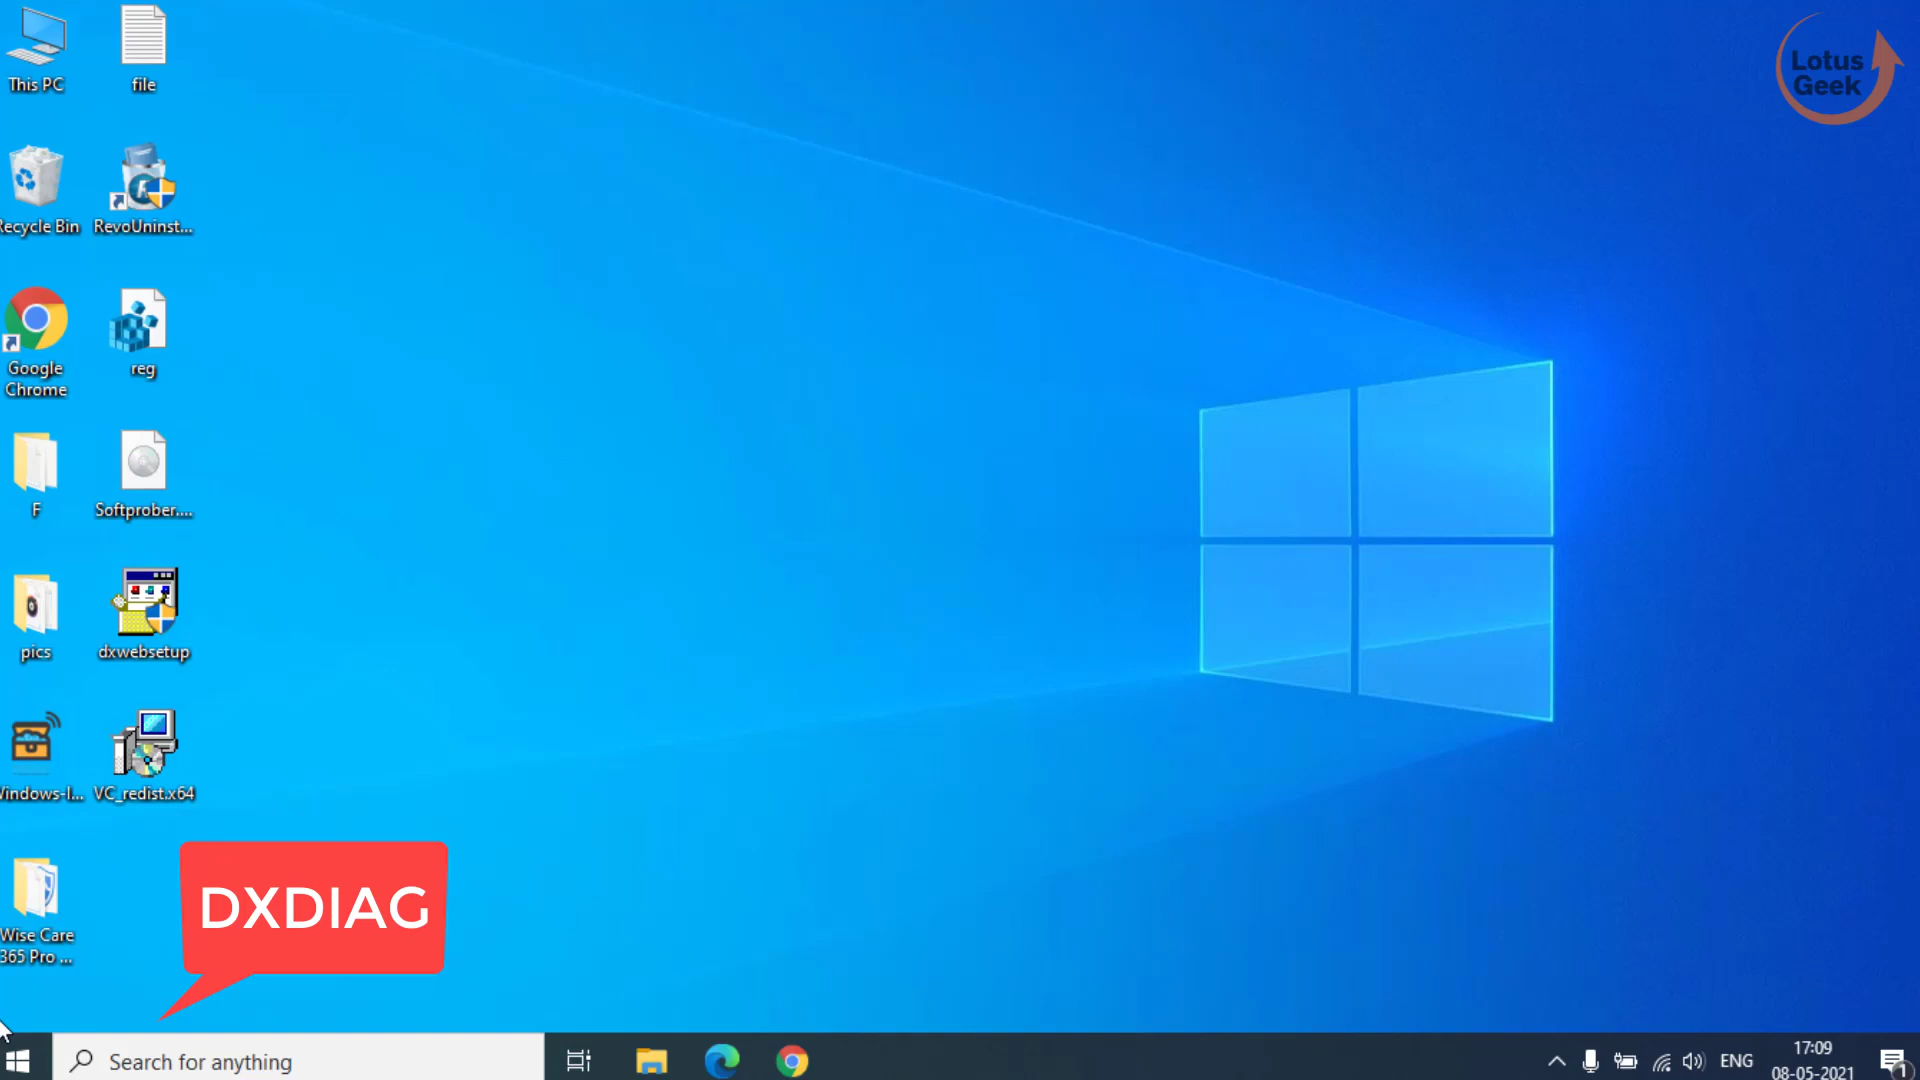 This PC
file
Recycle Bin
RevoUninst...
Google
Chrome
reg
F
Softprober....
pics
dxwebsetup
Windows-I...
VC_redist.x64
Wise Care
365 Pro ...
DXDIAG
Lotus
Geek
Search for anything
ENG
17:09
08-05-2021
1